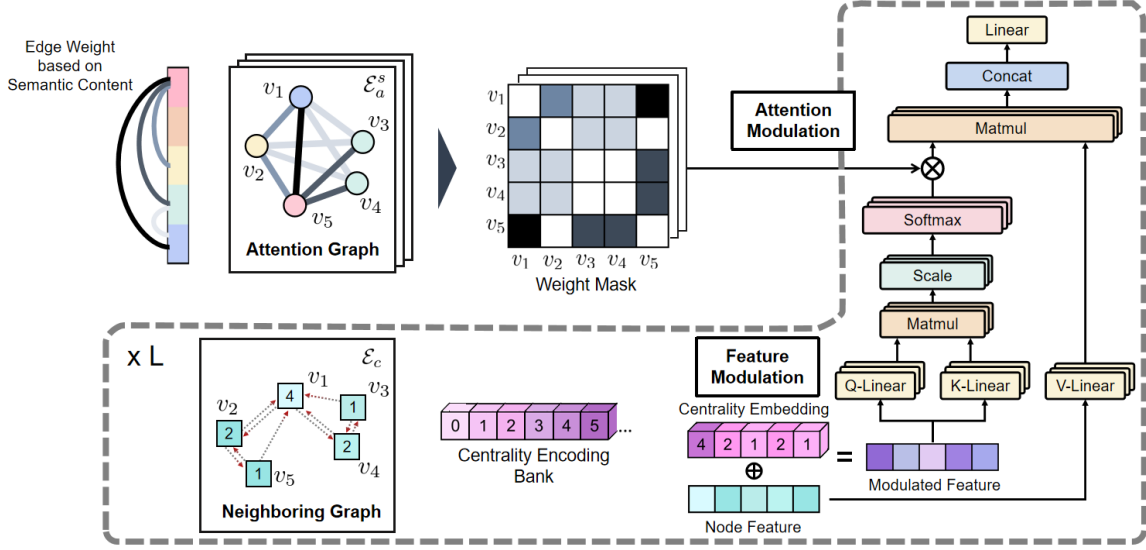 Edge Weight
based on
Semantic Content
v₁
v₂
v₃
v₄
v₅
ℰₐˢ
Attention Graph
v₁
v₂
v₃
v₄
v₅
v₁ v₂ v₃ v₄ v₅
Weight Mask
Attention
Modulation
Linear
Concat
Matmul
⊗
Softmax
Scale
Matmul
Q-Linear
K-Linear
V-Linear
x L
ℰ_c
v₁
v₃
v₂
v₄
v₅
4
1
2
2
1
Neighboring Graph
0 1 2 3 4 5 ...
Centrality Encoding
Bank
Feature
Modulation
Centrality Embedding
4 2 1 2 1
⊕
=
Node Feature
Modulated Feature